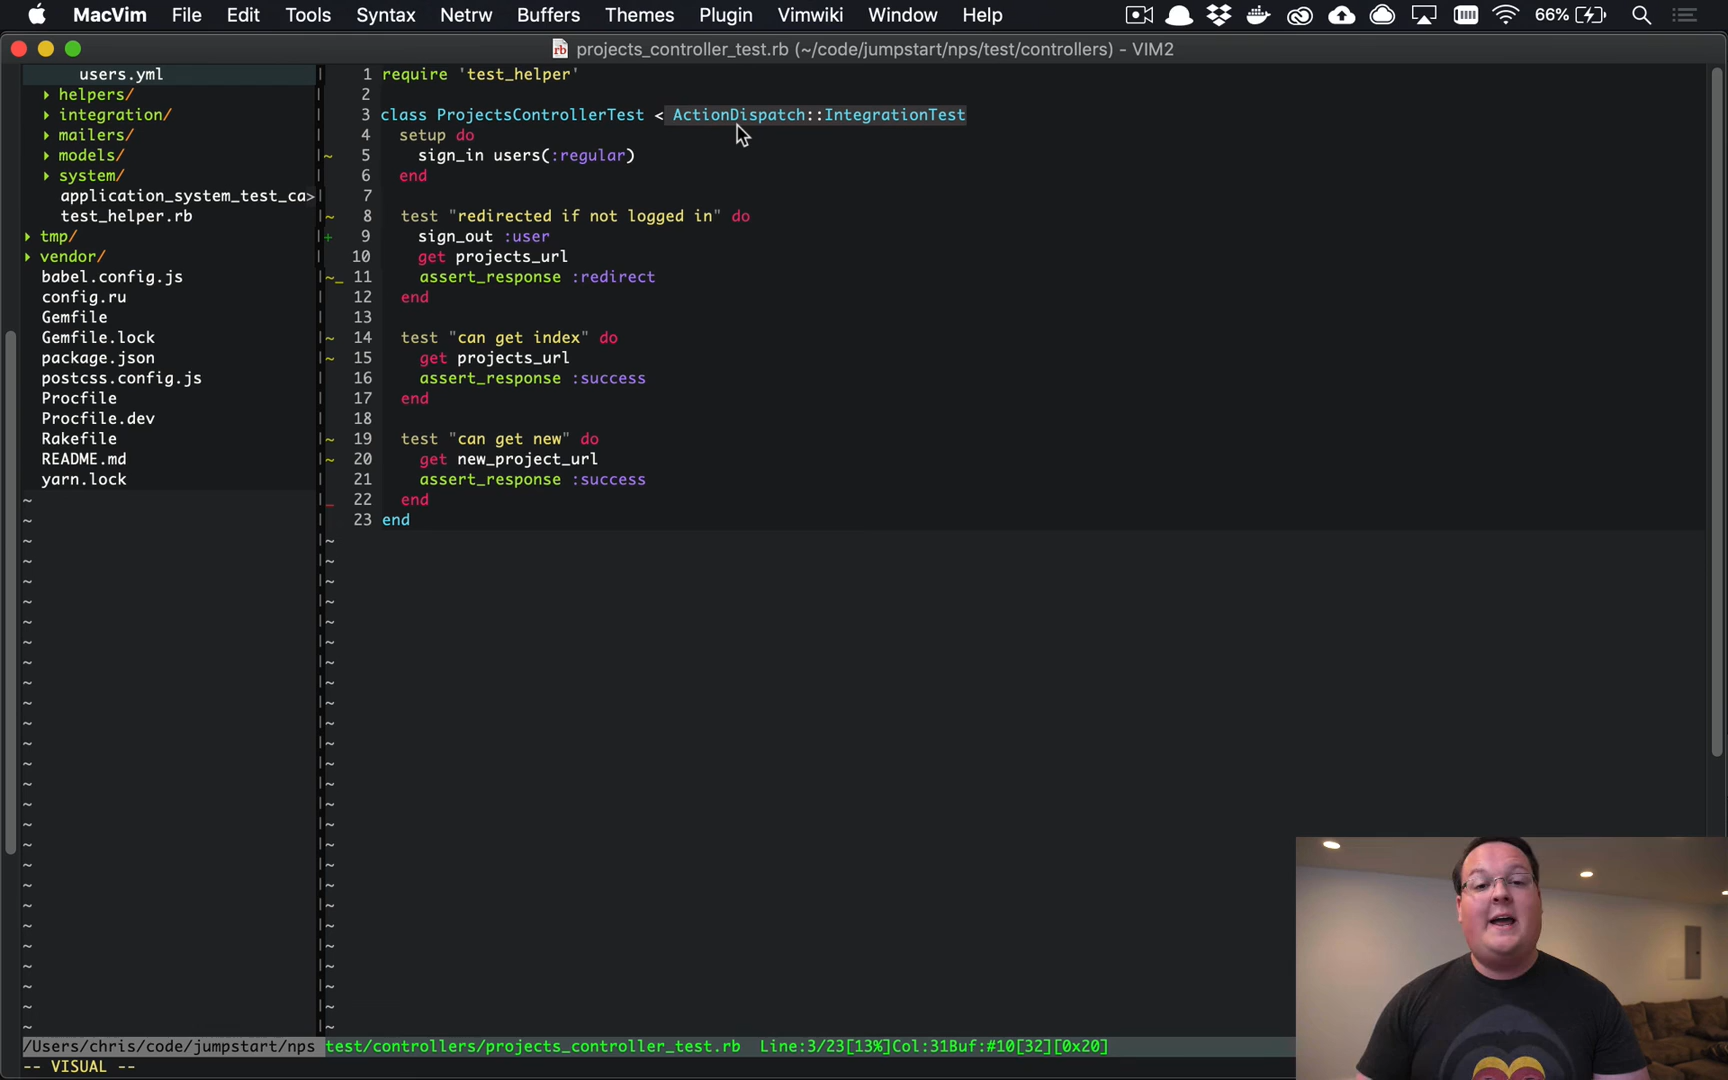 MacVim File Edit Tools Syntax Netrw Buffers Themes Plugin Vimwiki Window Help 66%
projects_controller_test.rb (~/code/jumpstart/nps/test/controllers) - VIM2
users.yml
helpers/
integration/
mailers/
models/
system/
application_system_test_ca>
test_helper.rb
tmp/
vendor/
babel.config.js
config.ru
Gemfile
Gemfile.lock
package.json
postcss.config.js
Procfile
Procfile.dev
Rakefile
README.md
yarn.lock
1 require 'test_helper'
2
3 class ProjectsControllerTest < ActionDispatch::IntegrationTest
4 setup do
~ 5 sign_in users(:regular)
6 end
7
~ 8 test "redirected if not logged in" do
+ 9 sign_out :user
10 get projects_url
~_ 11 assert_response :redirect
12 end
13
~ 14 test "can get index" do
~ 15 get projects_url
16 assert_response :success
17 end
18
~ 19 test "can get new" do
~ 20 get new_project_url
21 assert_response :success
_ 22 end
23 end
/Users/chris/code/jumpstart/nps test/controllers/projects_controller_test.rb Line:3/23[13%]Col:31Buf:#10[32][0x20]
-- VISUAL --